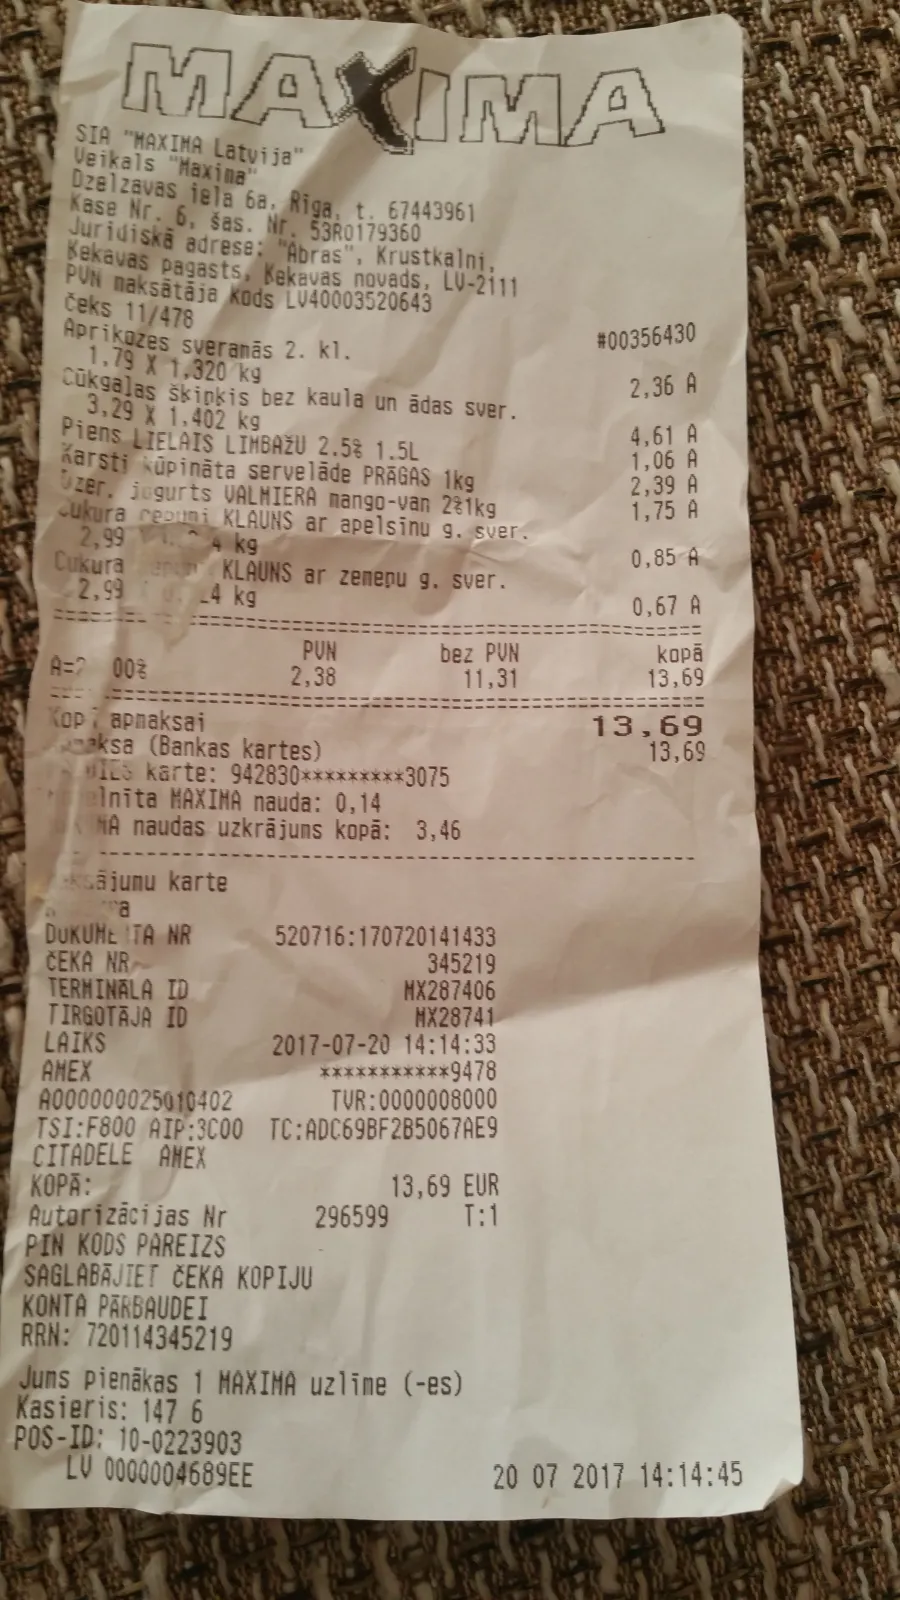 MAXIMA
SIA "MAXIMA Latvija"
Veikals "Maxima"
Dzelzavas iela 6a, Rīga, t. 67443961
Kase Nr. 6, šas. Nr. 53R0179360
Juridiskā adrese: "Abras", Krustkalni,
Ķekavas pagasts, Ķekavas novads, LV-2111
PVN maksātāja kods LV40003520643
Čeks 11/478 #00356430
Aprikozes sveramās 2. kl.
1,79 X 1,320 kg 2,36 A
Cūkgaļas šķiņķis bez kaula un ādas sver.
3,29 X 1,402 kg 4,61 A
Piens LIELAIS LIMBAŽU 2.5% 1.5L 1,06 A
Karsti kūpināta servelāde PRĀGAS 1kg 2,39 A
Dzer. jogurts VALMIERA mango-van 2%1kg 1,75 A
Cukura KLAUNS ar apelsīnu g. sver.
2,99 kg 0,85 A
Cukura KLAUNS ar zemeņu g. sver.
2,99 kg 0,67 A
PVN bez PVN kopā
00% 2,38 11,31 13,69
Kopā apmaksai 13,69
(Bankas kartes) 13,69
karte: 942830*********3075
MAXIMA nauda: 0,14
naudas uzkrājums kopā: 3,46
Maksājumu karte
DOKUMENTA NR 520716:170720141433
ČEKA NR 345219
TERMINĀLA ID MX287406
TIRGOTĀJA ID MX28741
LAIKS 2017-07-20 14:14:33
AMEX ***********9478
A000000025010402 TVR:0000008000
TSI:F800 AIP:3C00 TC:ADC69BF2B5067AE9
CITADELE AMEX
KOPĀ: 13,69 EUR
Autorizācijas Nr 296599 T:1
PIN KODS PAREIZS
SAGLABĀJIET ČEKA KOPIJU
KONTA PĀRBAUDEI
RRN: 720114345219
Jums pienākas 1 MAXIMA uzlīme (-es)
Kasieris: 147 6
POS-ID: 10-0223903
LV 0000004689EE 20 07 2017 14:14:45